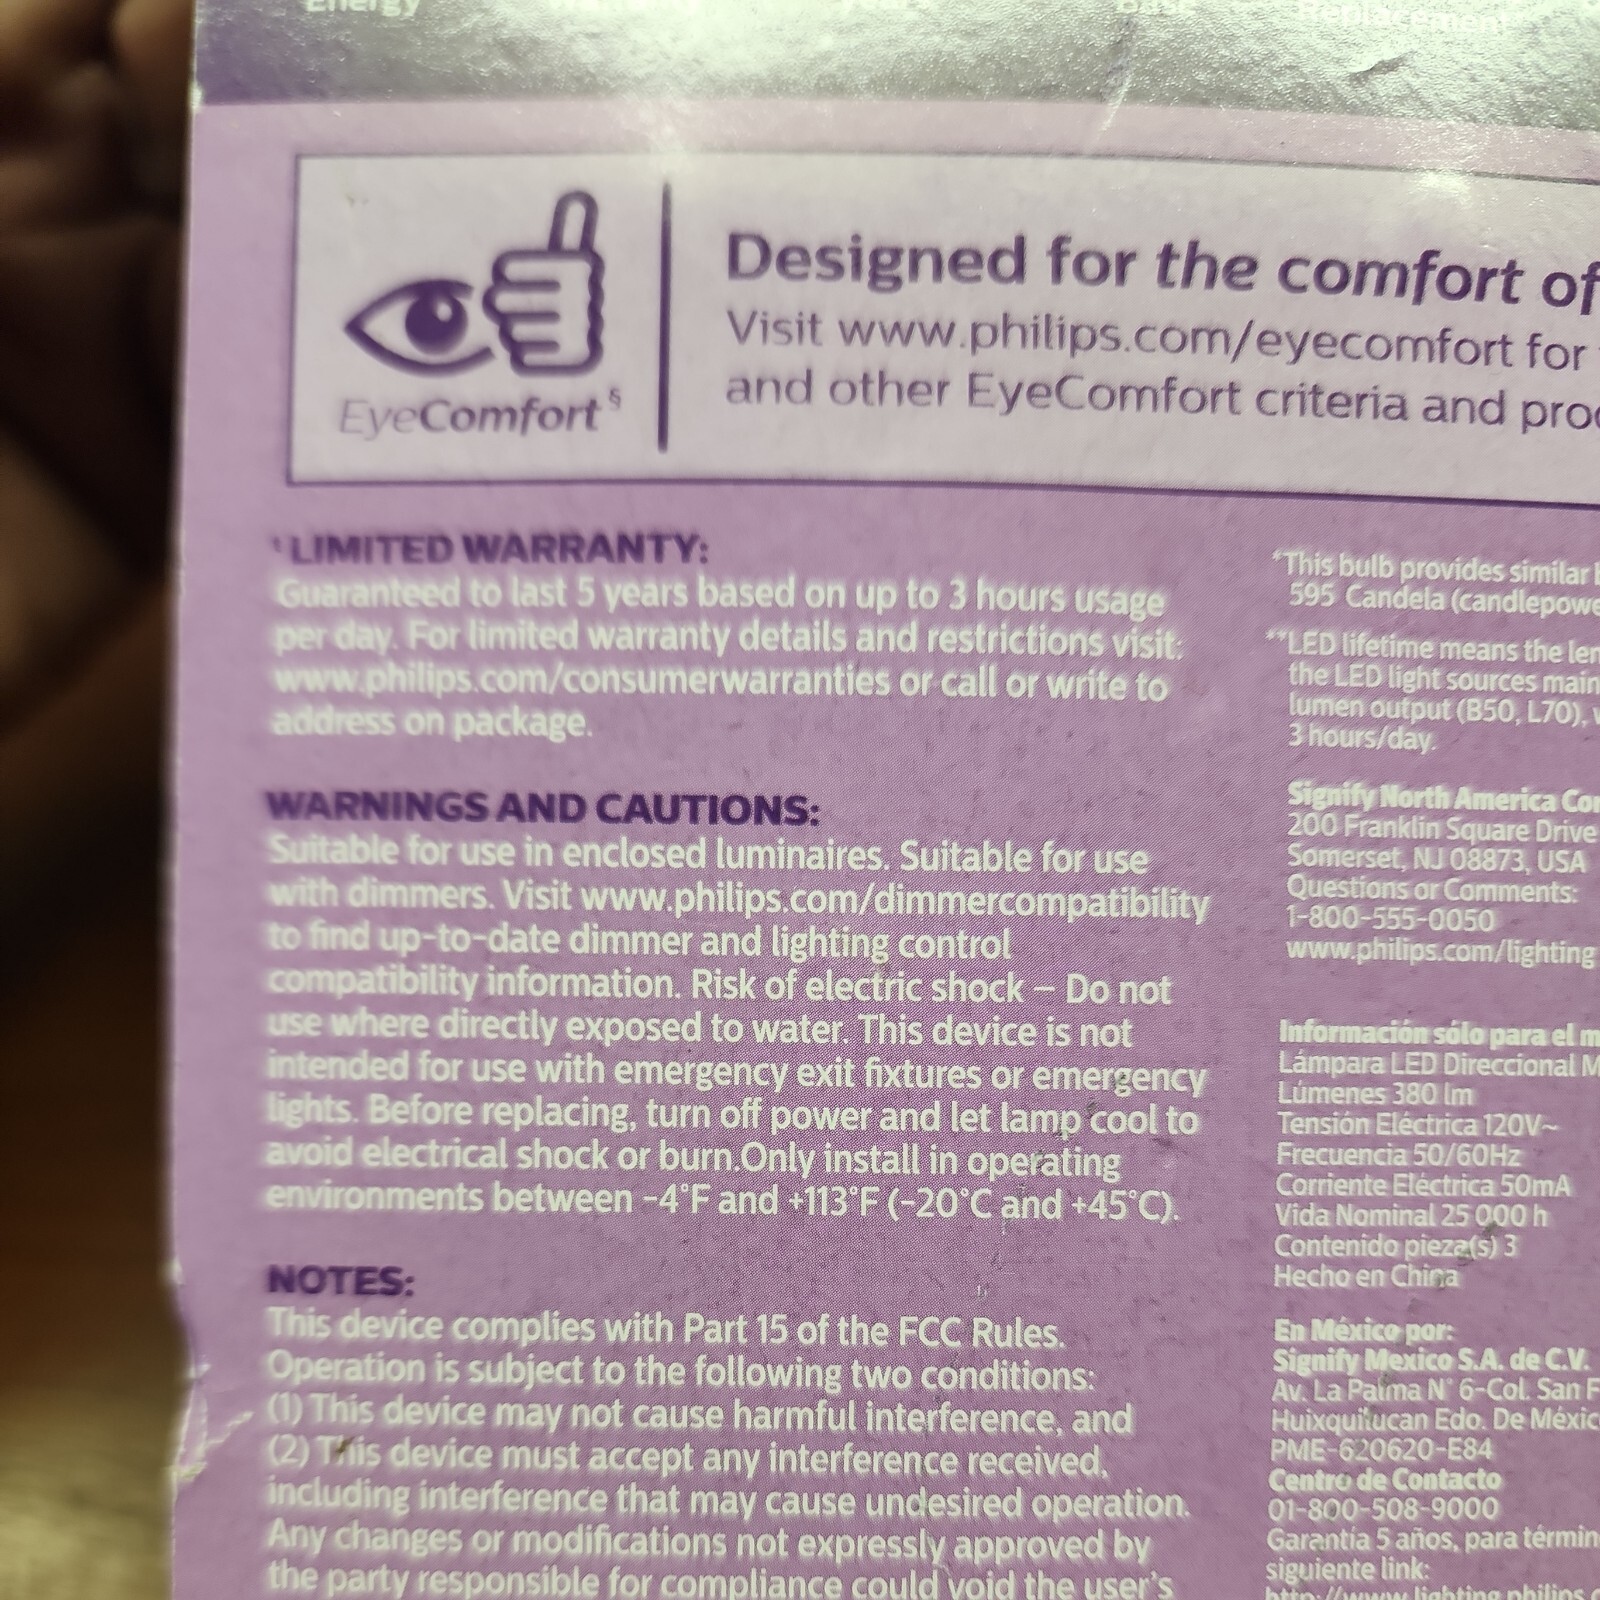 Energy
Base
Replacement
Designed for the comfort of
Visit www.philips.com/eyecomfort for
and other EyeComfort criteria and
EyeComfort§
LIMITED WARRANTY:
Guaranteed to last 5 years based on up to 3 hours usage
per day. For limited warranty details and restrictions visit:
www.philips.com/consumerwarranties or call or write to
address on package.
WARNINGS AND CAUTIONS:
Suitable for use in enclosed luminaires. Suitable for use
with dimmers. Visit www.philips.com/dimmercompatibility
to find up-to-date dimmer and lighting control
compatibility information. Risk of electric shock – Do not
use where directly exposed to water. This device is not
intended for use with emergency exit fixtures or emergency
lights. Before replacing, turn off power and let lamp cool to
avoid electrical shock or burn.Only install in operating
environments between -4°F and +113°F (-20°C and +45°C).
NOTES:
This device complies with Part 15 of the FCC Rules.
Operation is subject to the following two conditions:
(1) This device may not cause harmful interference, and
(2) This device must accept any interference received,
including interference that may cause undesired operation.
Any changes or modifications not expressly approved by
the party responsible for compliance could void the user's
*This bulb provides similar
595 Candela
**LED lifetime means the
the LED light sources
lumen output (B50, L70),
3 hours/day.
Signify North America
200 Franklin Square Drive
Somerset, NJ 08873, USA
Questions or Comments:
1-800-555-0050
www.philips.com/lighting
Información sólo para el
Lámpara LED Direccional
Lúmenes 380 lm
Tensión Eléctrica 120V~
Frecuencia 50/60Hz
Corriente Eléctrica 50mA
Vida Nominal 25 000 h
Contenido pieza(s) 3
Hecho en China
En México por:
Signify Mexico S.A. de C.V.
Av. La Palma N° 6-Col. San
Huixquilucan Edo. De
PME-620620-E84
Centro de Contacto
01-800-508-9000
Garantía 5 años, para
siguiente link: